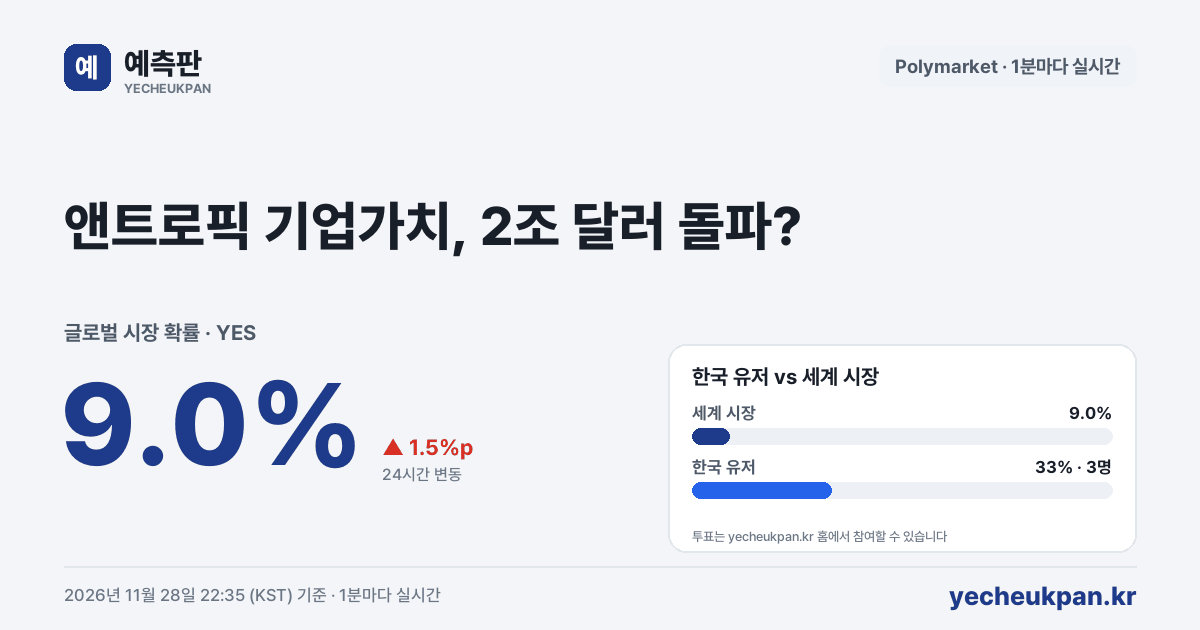 예 예측판
YECHEUKPAN
Polymarket · 1분마다 실시간
앤트로픽 기업가치, 2조 달러 돌파?
글로벌 시장 확률 · YES
9.0%
▲ 1.5%p
24시간 변동
한국 유저 vs 세계 시장
세계 시장 9.0%
한국 유저 33% · 3명
투표는 yecheukpan.kr 홈에서 참여할 수 있습니다
2026년 11월 28일 22:35 (KST) 기준 · 1분마다 실시간
yecheukpan.kr